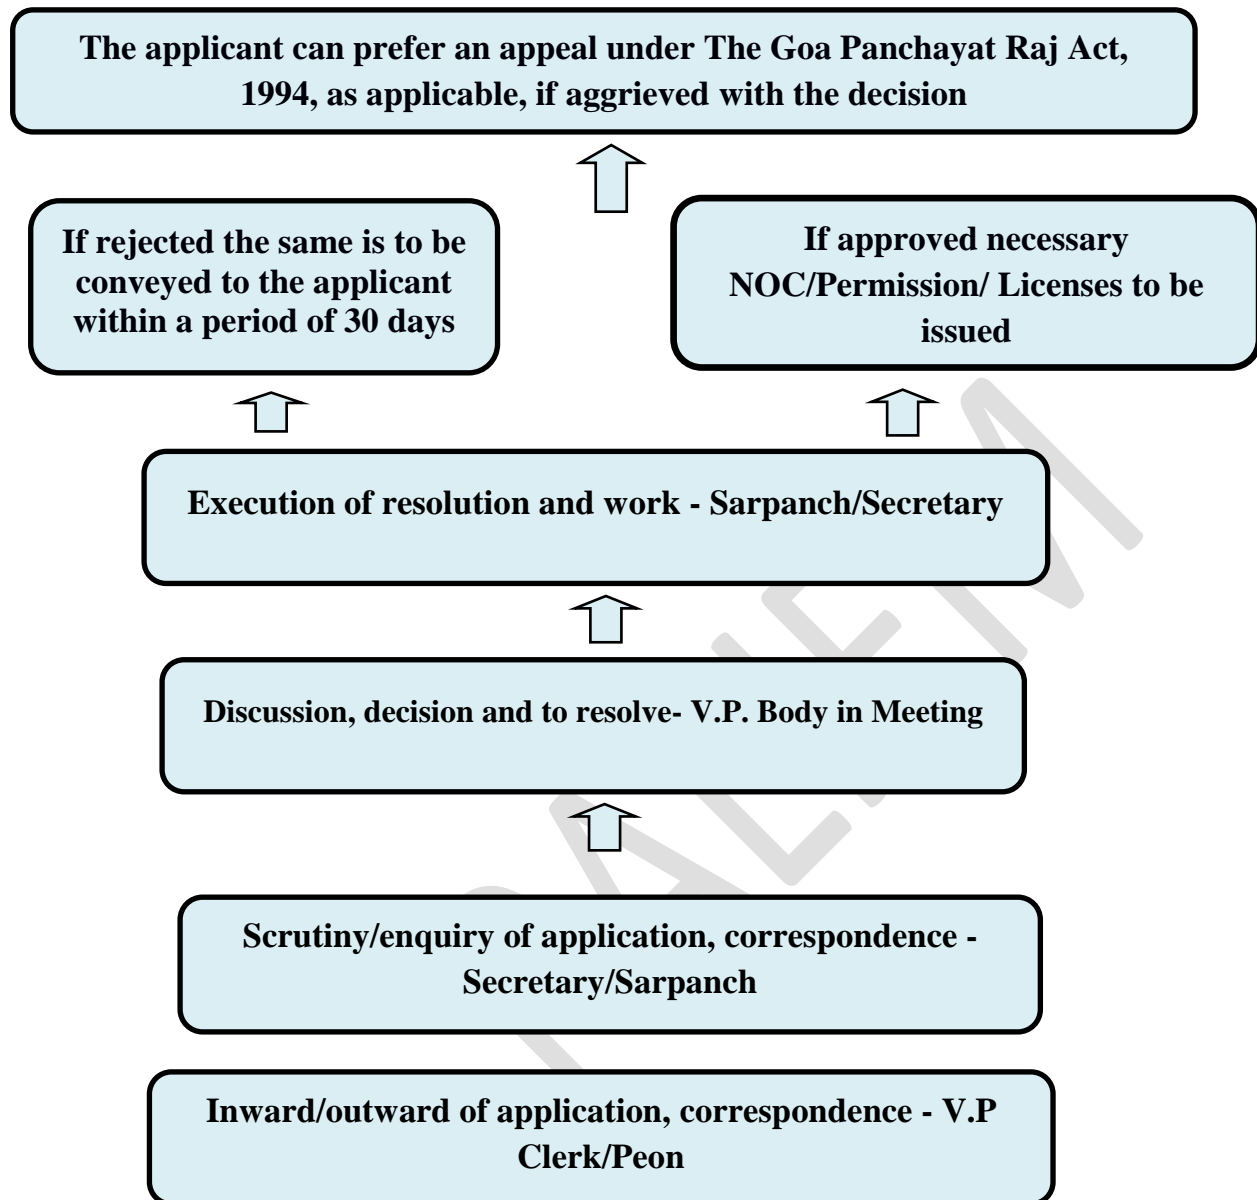 The applicant can prefer an appeal under The Goa Panchayat Raj Act,
1994, as applicable, if aggrieved with the decision
If rejected the same is to be
conveyed to the applicant
within a period of 30 days
If approved necessary
NOC/Permission/ Licenses to be
issued
Execution of resolution and work - Sarpanch/Secretary
Discussion, decision and to resolve- V.P. Body in Meeting
Scrutiny/enquiry of application, correspondence -
Secretary/Sarpanch
Inward/outward of application, correspondence - V.P
Clerk/Peon